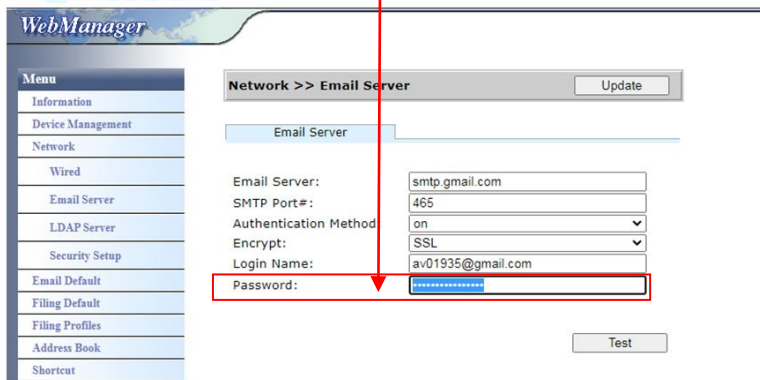 WebManager
Menu
Information
Device Management
Network
Wired
Email Server
LDAP Server
Security Setup
Email Default
Filing Default
Filing Profiles
Address Book
Shortcut
Network >> Email Server
Update
Email Server
Email Server: smtp.gmail.com
SMTP Port#: 465
Authentication Method: on
Encrypt: SSL
Login Name: av01935@gmail.com
Password: ••••••••••••••••
Test